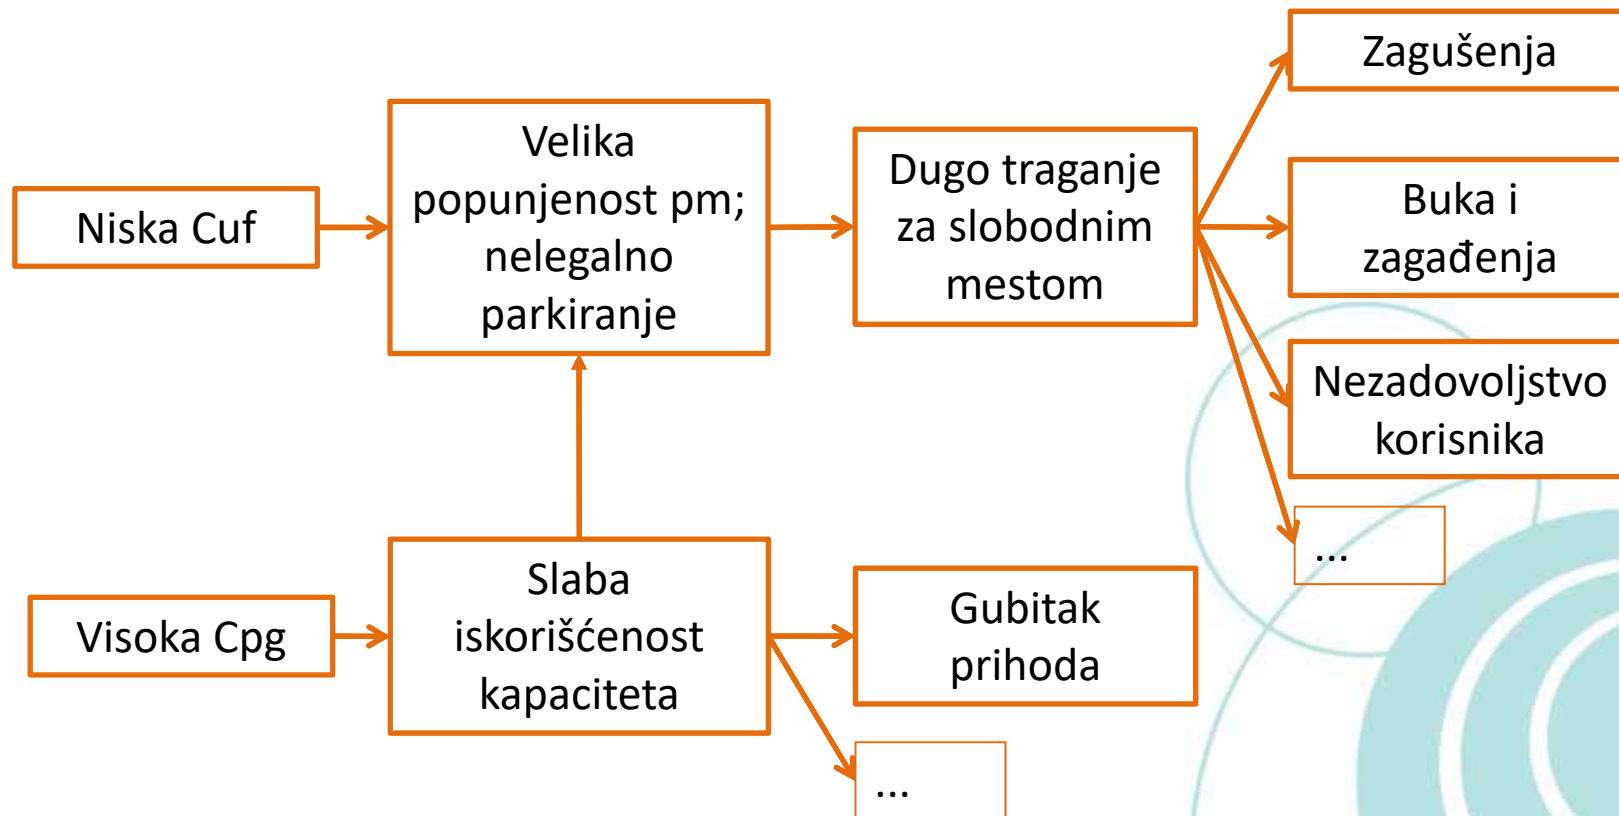 Niska Cuf
Velika
popunjenost pm;
nelegalno
parkiranje
Dugo traganje
za slobodnim
mestom
Zagušenja
Buka i
zagađenja
Nezadovoljstvo
korisnika
...
Visoka Cpg
Slaba
iskorišćenost
kapaciteta
Gubitak
prihoda
...